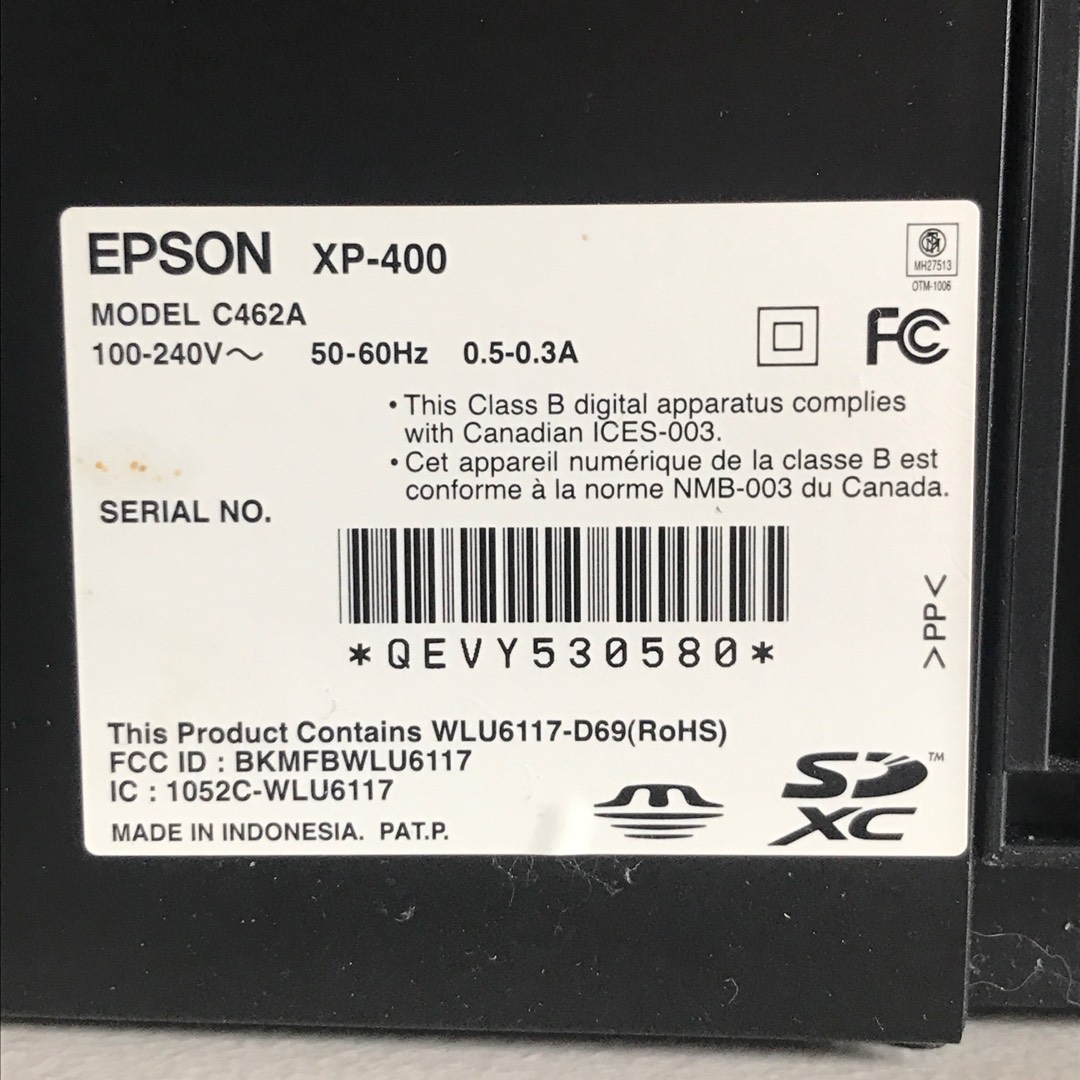 EPSON XP-400
MH27513
OTM-1006
MODEL C462A
100-240V～ 50-60Hz 0.5-0.3A
FC
• This Class B digital apparatus complies
with Canadian ICES-003.
• Cet appareil numérique de la classe B est
conforme à la norme NMB-003 du Canada.
SERIAL NO.
*QEVY530580*
>PP<
This Product Contains WLU6117-D69(RoHS)
FCC ID : BKMFBWLU6117
IC : 1052C-WLU6117
MADE IN INDONESIA. PAT.P.
SD™
XC